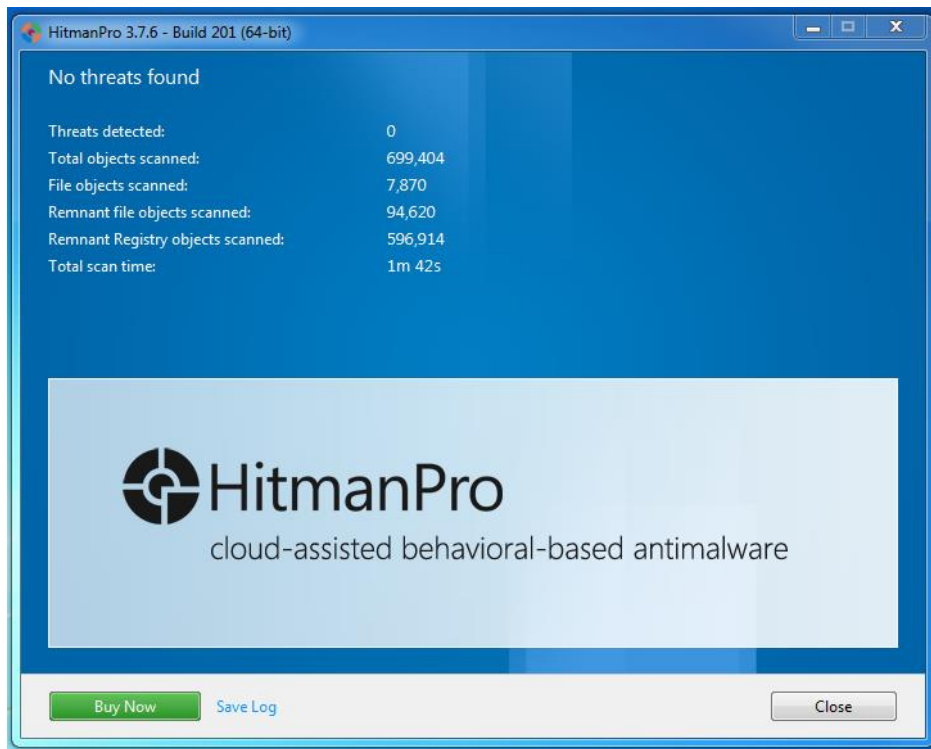 HitmanPro 3.7.6 - Build 201 (64-bit)
No threats found
Threats detected: 0
Total objects scanned: 699,404
File objects scanned: 7,870
Remnant file objects scanned: 94,620
Remnant Registry objects scanned: 596,914
Total scan time: 1m 42s
HitmanPro
cloud-assisted behavioral-based antimalware
Buy Now Save Log Close